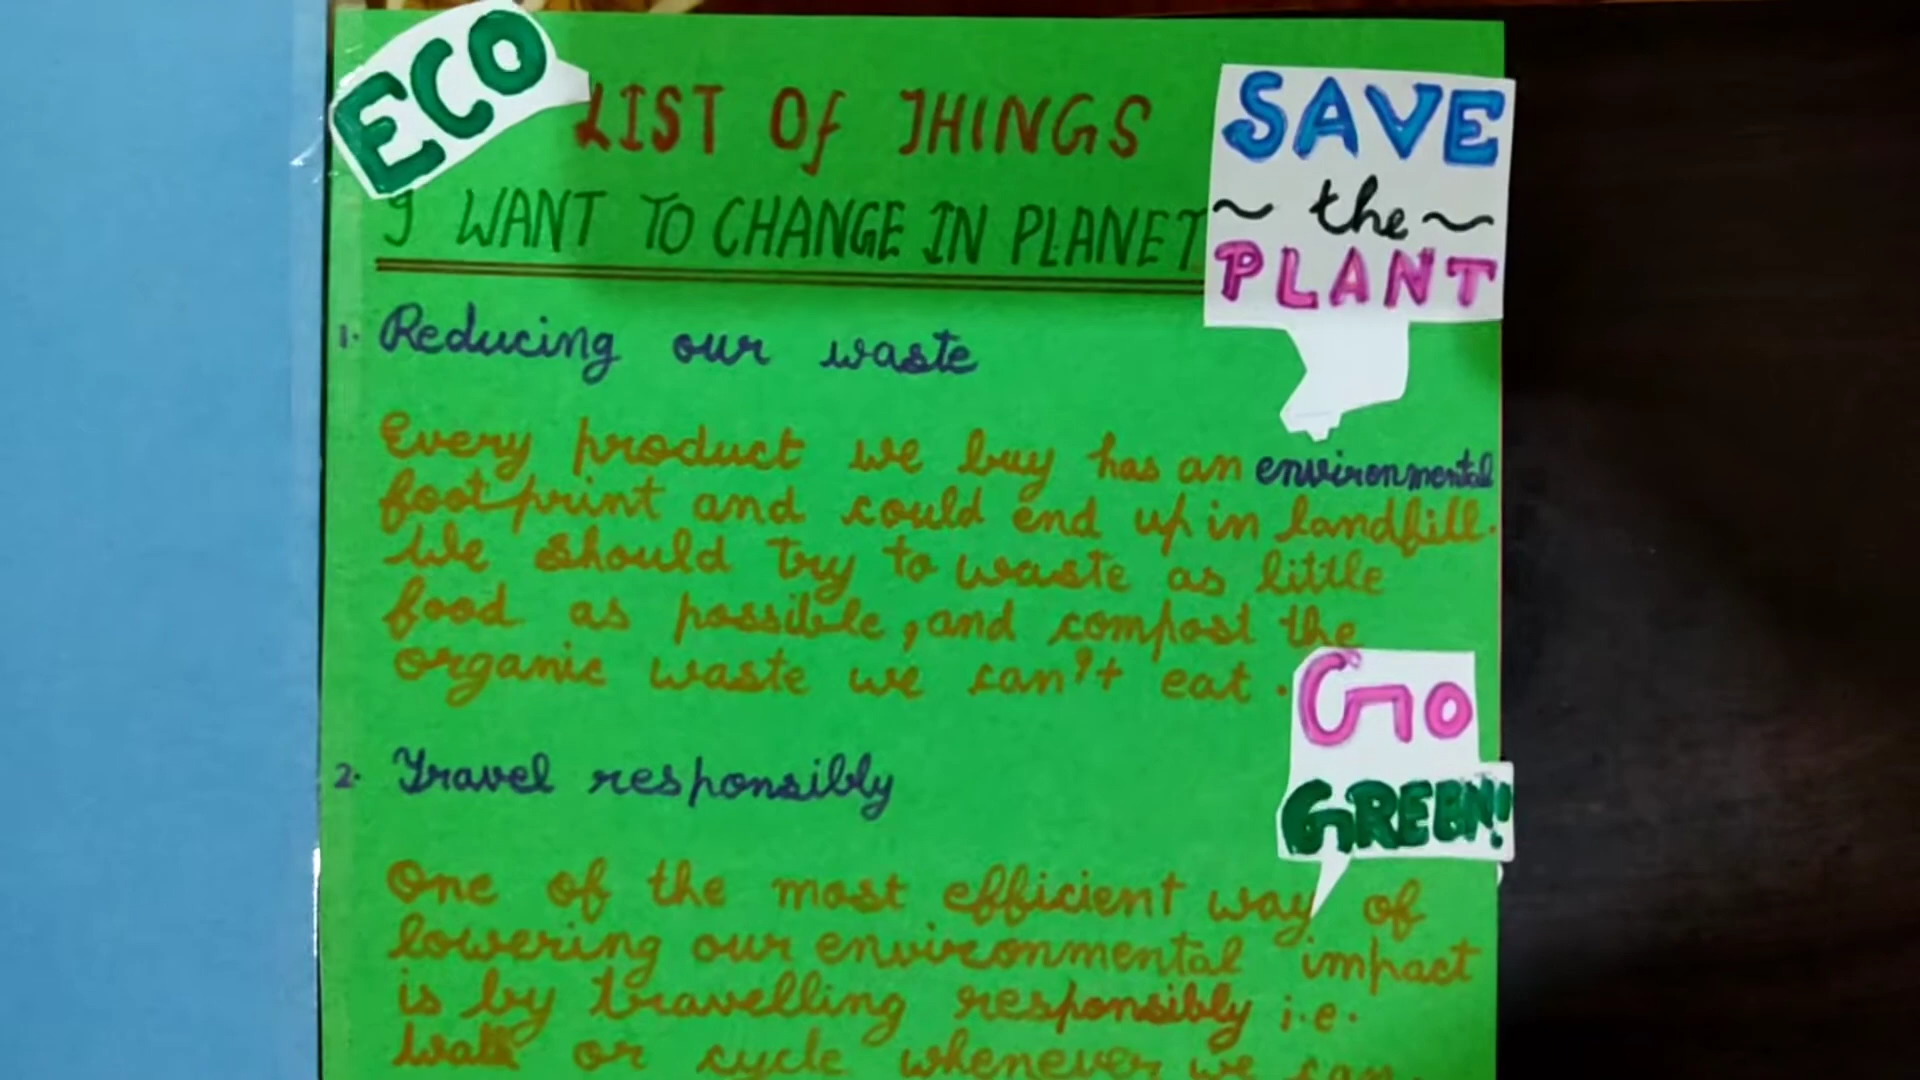 ECO
LIST Of THINGS
I WANT TO CHANGE IN PLANET
SAVE
~ the ~
PLANT
1. Reducing our waste
Every product we buy has an environmental
footprint and could end up in landfill.
We should try to waste as little
food as possible, and compost the
organic waste we can't eat.
GO
GREEN!
2. Travel responsibly
One of the most efficient way of
lowering our environmental impact
is by travelling responsibly i.e.
walk or cycle whenever we can.